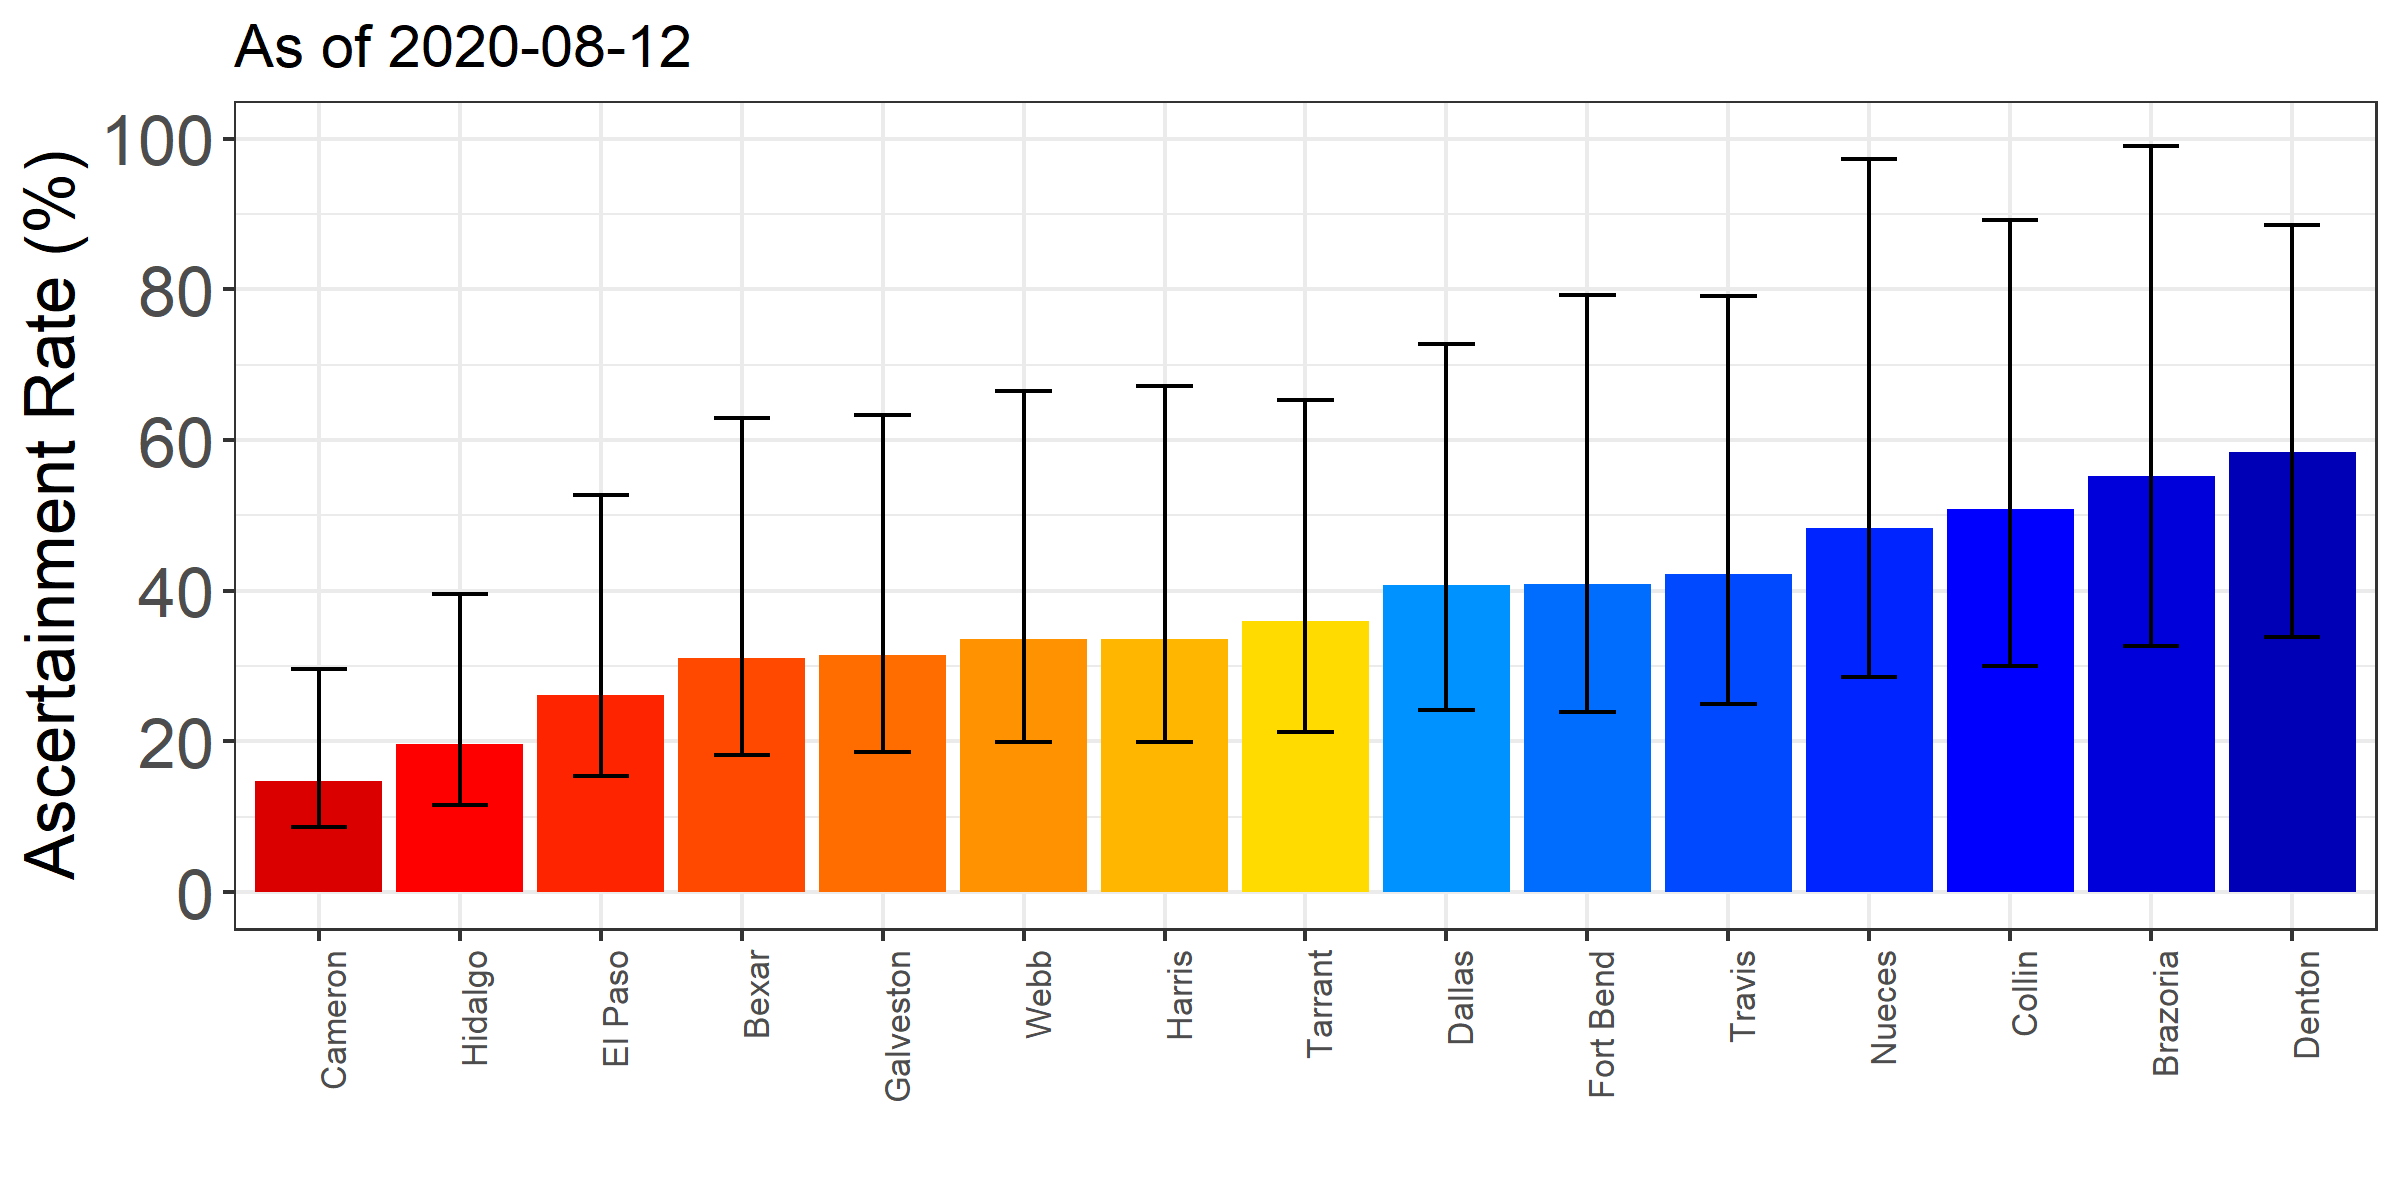 As of 2020-08-12
Ascertainment Rate (%)
100
80
60
40
20
0
Cameron
Hidalgo
El Paso
Bexar
Galveston
Webb
Harris
Tarrant
Dallas
Fort Bend
Travis
Nueces
Collin
Brazoria
Denton